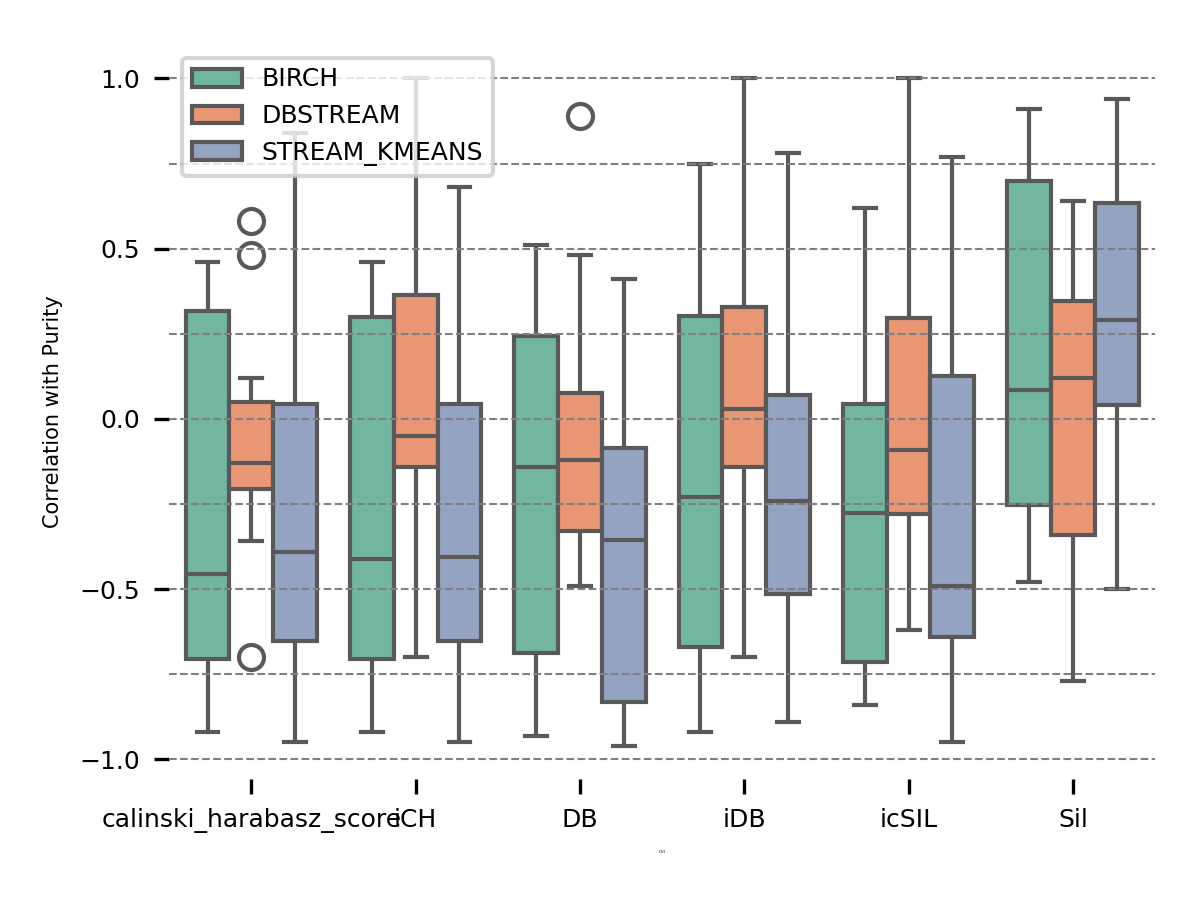 BIRCH
DBSTREAM
STREAM_KMEANS
1.0
0.5
0.0
−0.5
−1.0
Correlation with Purity
calinski_harabasz_score
iCH
DB
iDB
icSIL
Sil